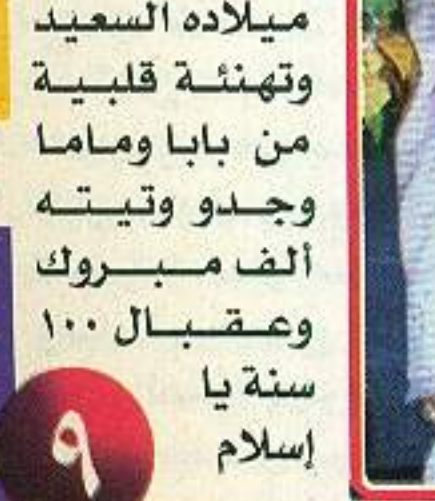 ميلاده السعيد
وتهنئة قلبية
من بابا وماما
وجدو وتيته
ألف مبروك
وعقبال ١٠٠
سنة يا
إسلام
٩